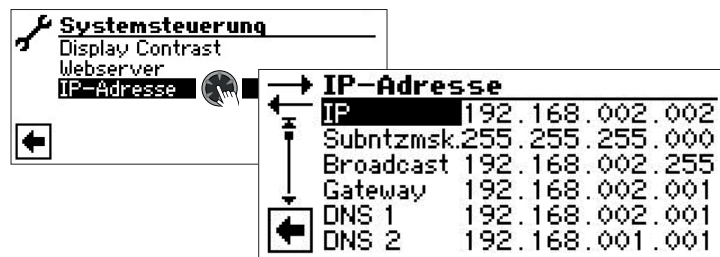 Systemsteuerung
Display Contrast
Webserver
IP-Adresse
IP-Adresse
IP 192.168.002.002
Subntzmsk.255.255.255.000
Broadcast 192.168.002.255
Gateway 192.168.002.001
DNS 1 192.168.002.001
DNS 2 192.168.001.001